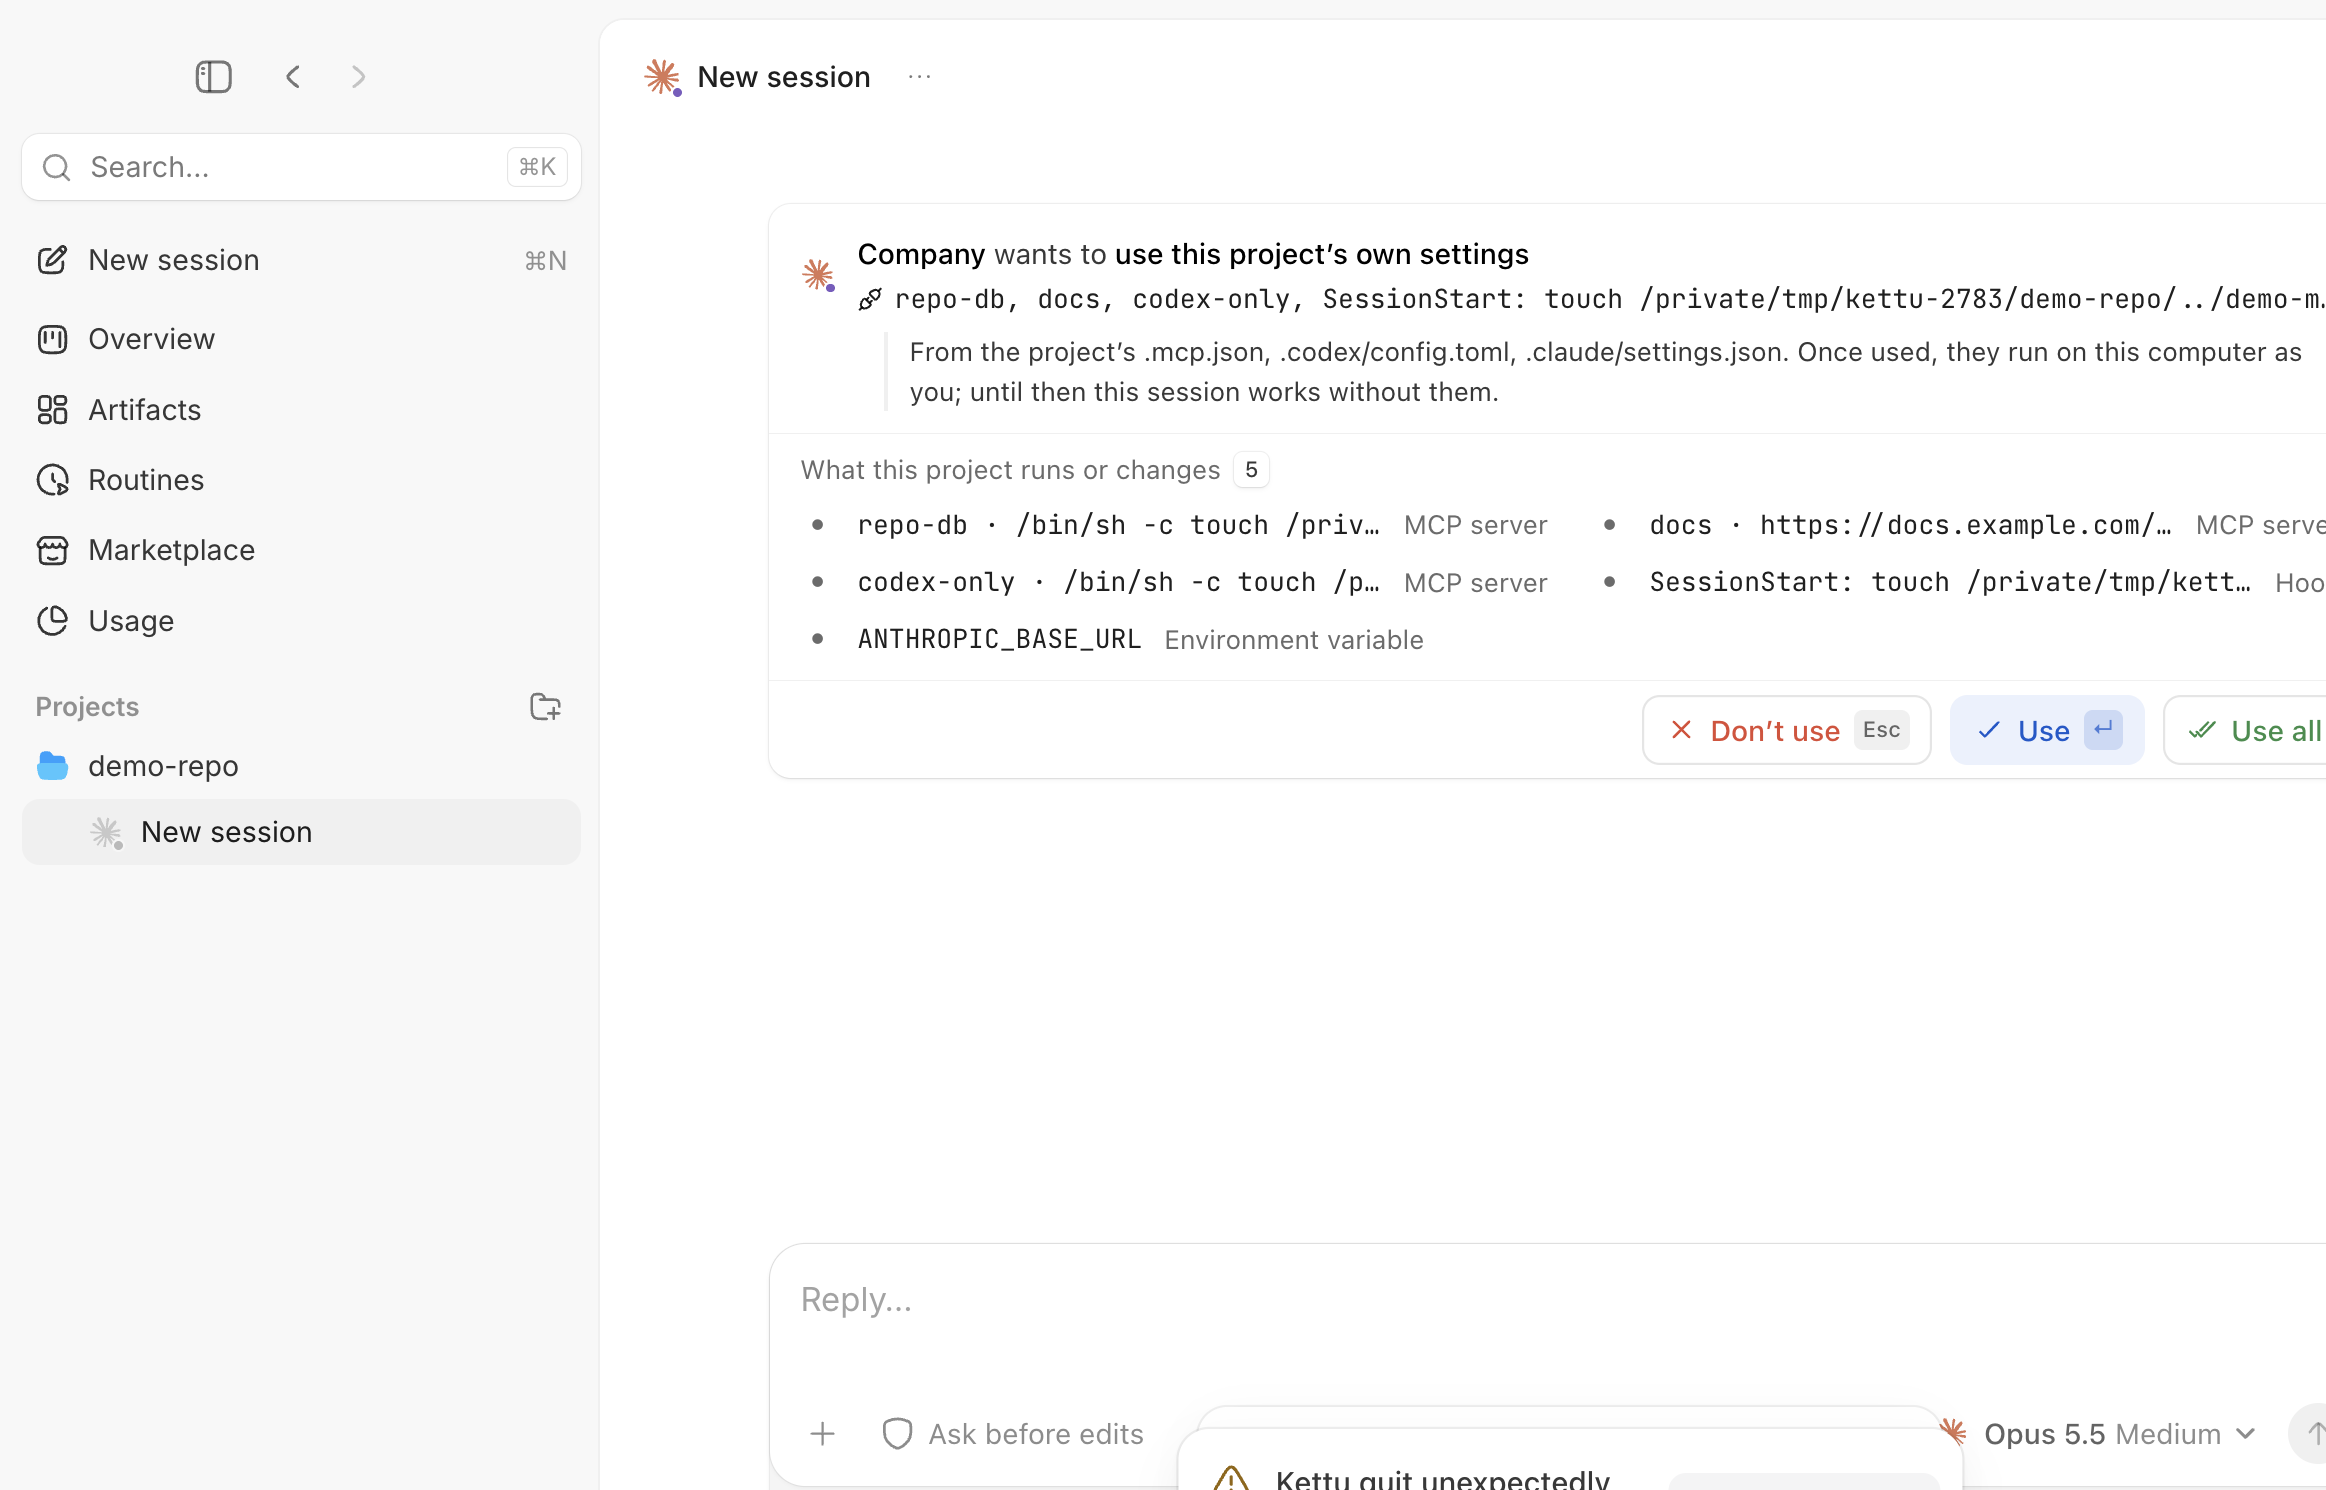 New session
Search...
⌘K
New session
⌘N
Overview
Artifacts
Routines
Marketplace
Usage
Projects
demo-repo
New session
Company wants to use this project’s own settings
repo-db, docs, codex-only, SessionStart: touch /private/tmp/kettu-2783/demo-repo/../demo-m…
From the project’s .mcp.json, .codex/config.toml, .claude/settings.json. Once used, they run on this computer as
you; until then this session works without them.
What this project runs or changes 5
repo-db · /bin/sh -c touch /priv… MCP server
docs · https://docs.example.com/… MCP serve
codex-only · /bin/sh -c touch /p… MCP server
SessionStart: touch /private/tmp/kett… Hoo
ANTHROPIC_BASE_URL Environment variable
Don’t use Esc
Use
Use all
Reply...
Ask before edits
Opus 5.5 Medium
Kettu quit unexpectedly